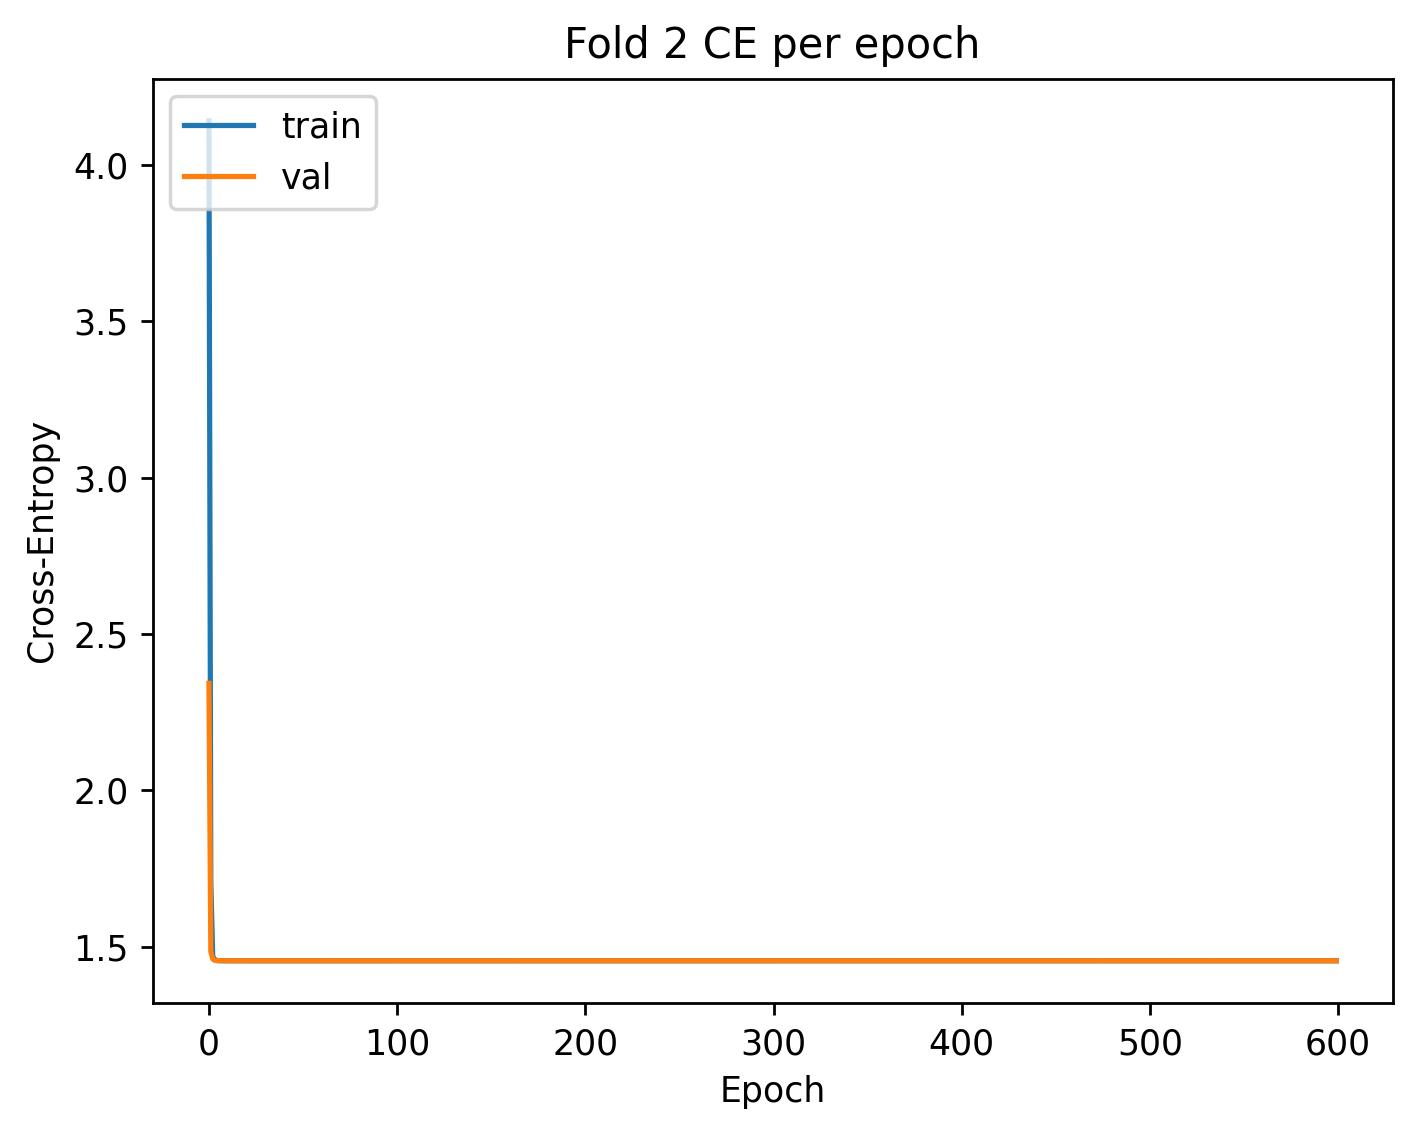 Fold 2 CE per epoch
train
val
4.0
3.5
3.0
2.5
2.0
1.5
Cross-Entropy
0 100 200 300 400 500 600
Epoch